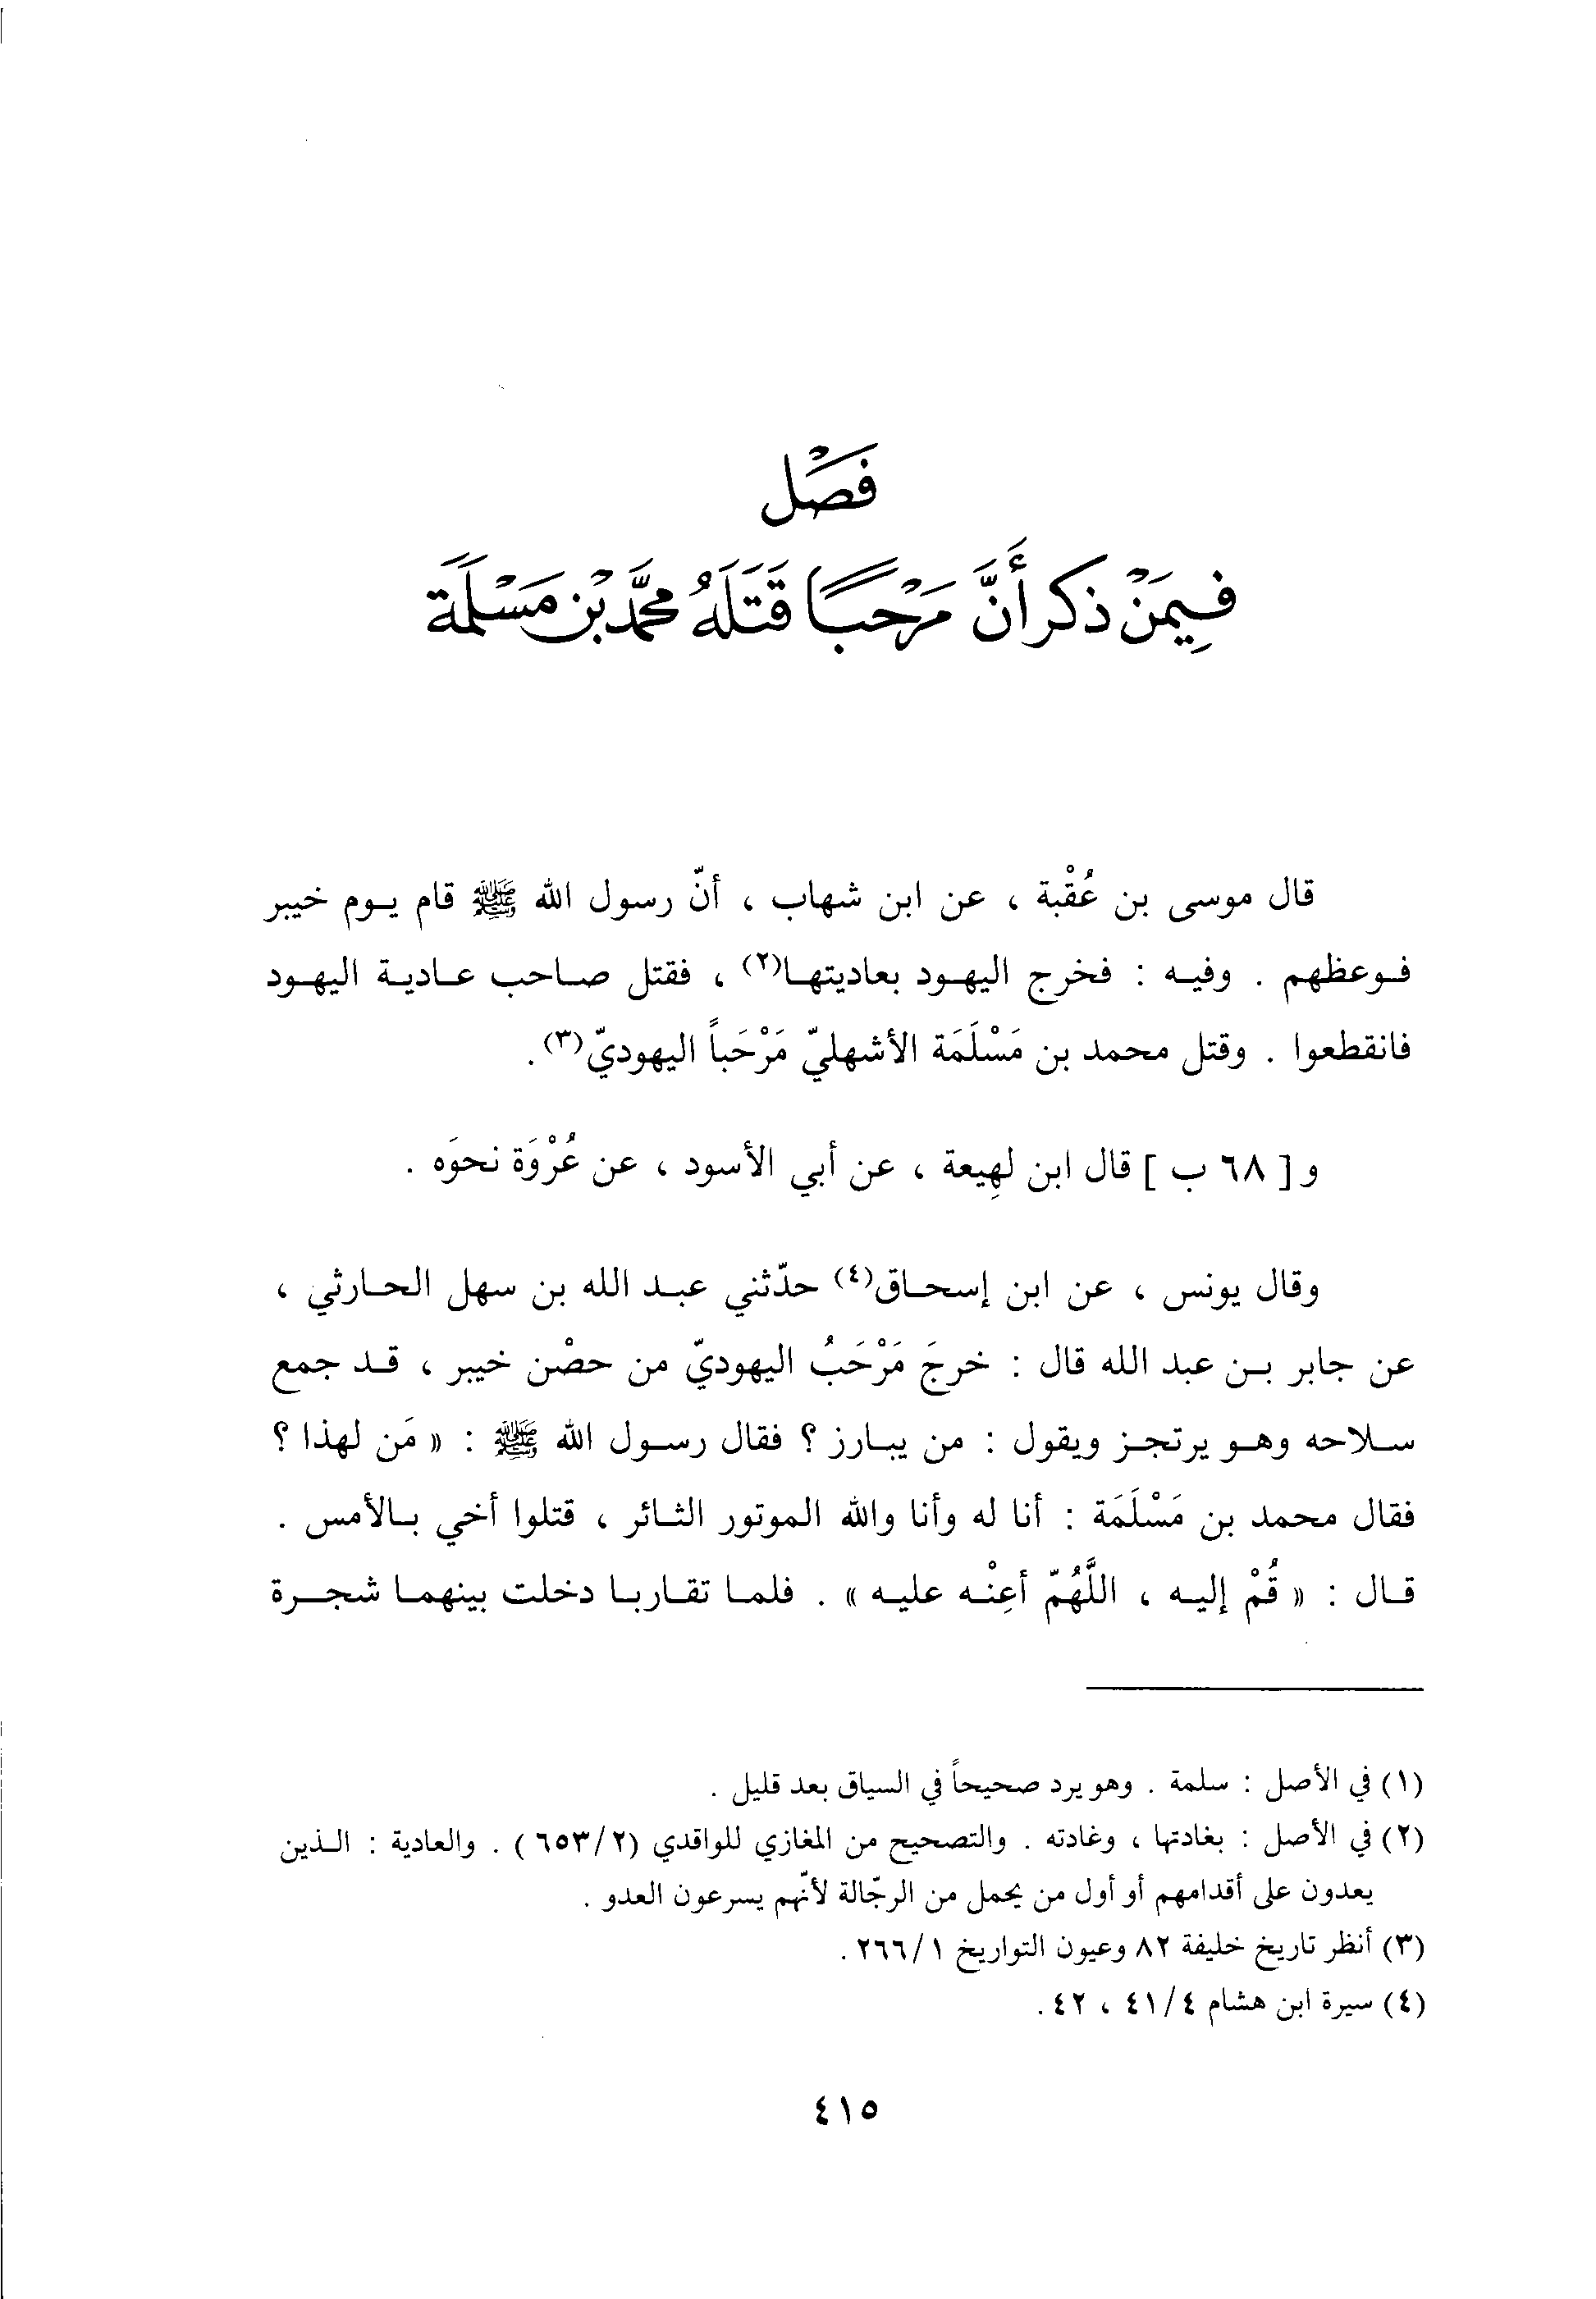 فَصْل
فِيمَنْ ذكر أَنَّ مَرْحَبًا قَتَلَهُ محمَّد بْن مَسْلَمَة
قال موسى بن عُقْبة ، عن ابن شهاب ، أنّ رسول الله ﷺ قام يوم خيبر
فوعظهم . وفيه : فخرج اليهود بعاديتها(٢) ، فقتل صاحب عادية اليهود
فانقطعوا . وقتل محمد بن مَسْلَمَة الأشهليّ مَرْحَباً اليهوديّ(٣).
و [ ٦٨ ب ] قال ابن لهِيعة ، عن أبي الأسود ، عن عُرْوَة نحوَه .
وقال يونس ، عن ابن إسحاق(٤) حدّثني عبد الله بن سهل الحارثي ،
عن جابر بن عبد الله قال : خرجَ مَرْحَبُ اليهوديّ من حصْن خيبر ، قد جمع
سلاحه وهو يرتجز ويقول : من يبارز ؟ فقال رسول الله ﷺ : « مَن لهذا ؟
فقال محمد بن مَسْلَمَة : أنا له وأنا والله الموتور الثائر ، قتلوا أخي بالأمس .
قال : « قُمْ إليه ، اللَّهُمّ أعِنْه عليه » . فلما تقاربا دخلت بينهما شجرة
(١) في الأصل : سلمة . وهو يرد صحيحاً في السياق بعد قليل .
(٢) في الأصل : بغادتها ، وغادته . والتصحيح من المغازي للواقدي (٦٥٣/٢ ) . والعادية : الذين
يعدون على أقدامهم أو أول من يحمل من الرجّالة لأنّهم يسرعون العدو .
(٣) أنظر تاريخ خليفة ٨٢ وعيون التواريخ ٢٦٦/١ .
(٤) سيرة ابن هشام ٤١/٤ ، ٤٢ .
٤١٥